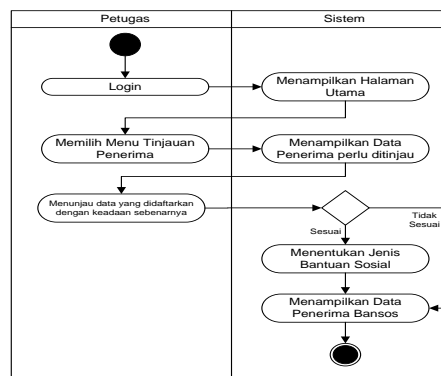 Petugas
Sistem
Login
Menampilkan Halaman
Utama
Memilih Menu Tinjauan
Penerima
Menampilkan Data
Penerima perlu ditinjau
Menunjau data yang didaftarkan
dengan keadaan sebenarnya
Sesuai
Tidak
Sesuai
Menentukan Jenis
Bantuan Sosial
Menampilkan Data
Penerima Bansos